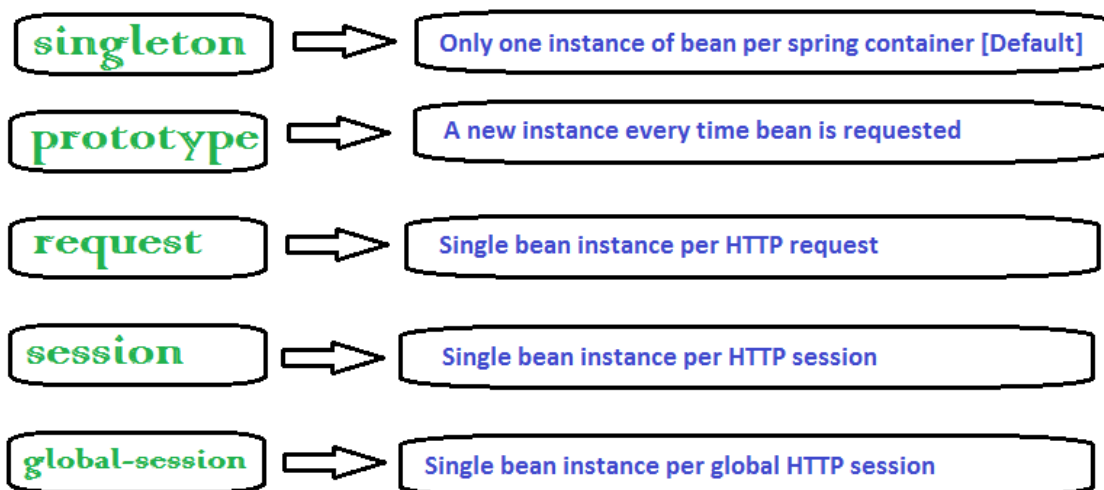 singleton Only one instance of bean per spring container [Default]
prototype A new instance every time bean is requested
request Single bean instance per HTTP request
session Single bean instance per HTTP session
global-session Single bean instance per global HTTP session